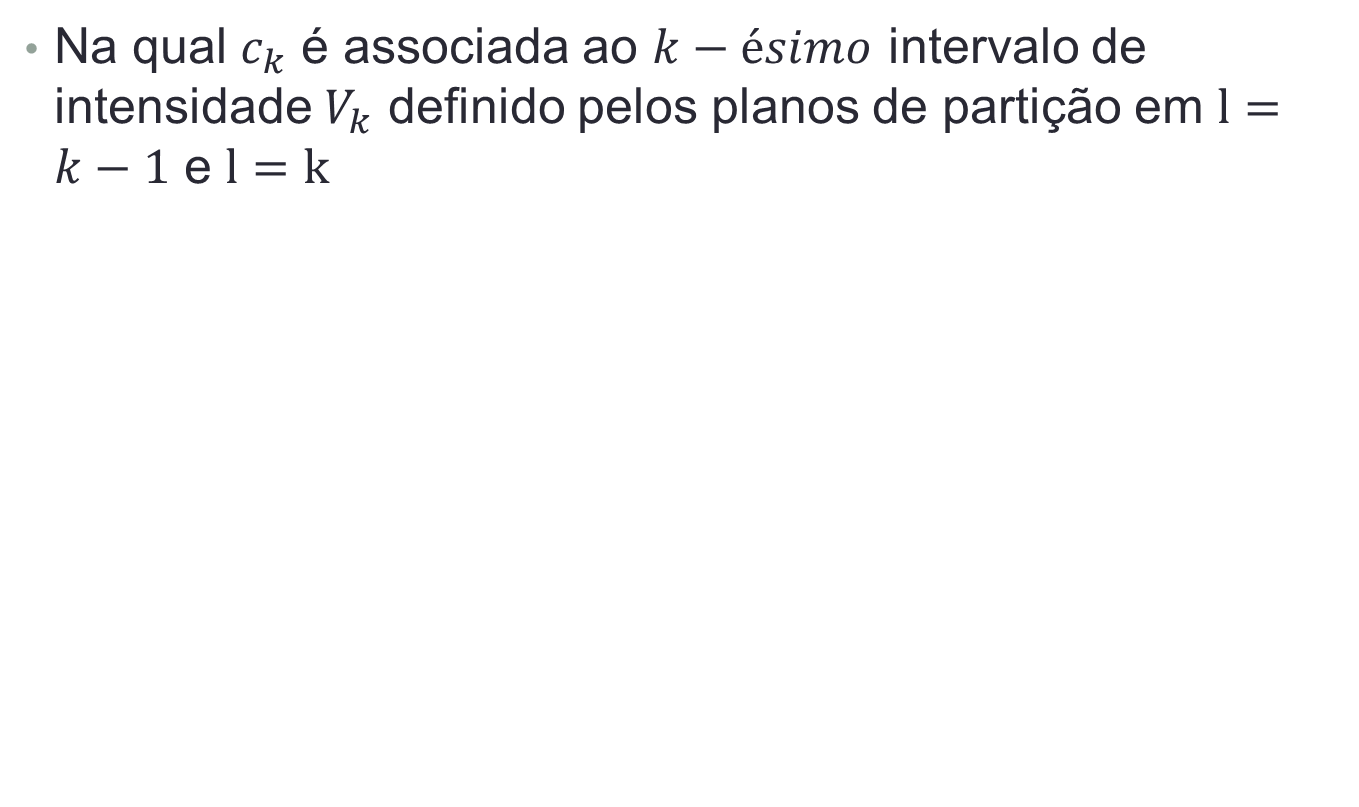 • Na qual cₖ é associada ao k − ésimo intervalo de
intensidade Vₖ definido pelos planos de partição em l =
k − 1 e l = k